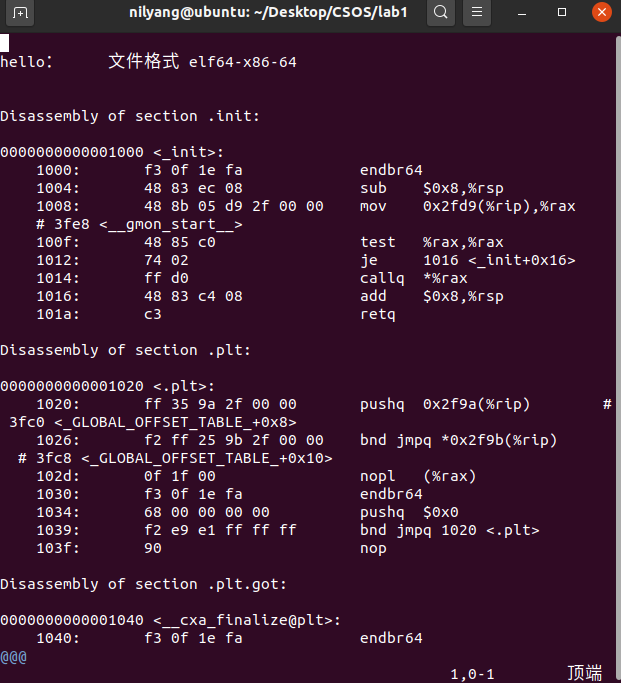 nilyang@ubuntu: ~/Desktop/CSOS/lab1
hello:      文件格式 elf64-x86-64
Disassembly of section .init:
0000000000001000 <_init>:
    1000:       f3 0f 1e fa             endbr64
    1004:       48 83 ec 08             sub    $0x8,%rsp
    1008:       48 8b 05 d9 2f 00 00    mov    0x2fd9(%rip),%rax
    # 3fe8 <__gmon_start__>
    100f:       48 85 c0                test   %rax,%rax
    1012:       74 02                   je     1016 <_init+0x16>
    1014:       ff d0                   callq  *%rax
    1016:       48 83 c4 08             add    $0x8,%rsp
    101a:       c3                      retq
Disassembly of section .plt:
0000000000001020 <.plt>:
    1020:       ff 35 9a 2f 00 00       pushq  0x2f9a(%rip)        #
 3fc0 <_GLOBAL_OFFSET_TABLE_+0x8>
    1026:       f2 ff 25 9b 2f 00 00    bnd jmpq *0x2f9b(%rip)
  # 3fc8 <_GLOBAL_OFFSET_TABLE_+0x10>
    102d:       0f 1f 00                nopl   (%rax)
    1030:       f3 0f 1e fa             endbr64
    1034:       68 00 00 00 00          pushq  $0x0
    1039:       f2 e9 e1 ff ff ff       bnd jmpq 1020 <.plt>
    103f:       90                      nop
Disassembly of section .plt.got:
0000000000001040 <__cxa_finalize@plt>:
    1040:       f3 0f 1e fa             endbr64
@@@
1,0-1        顶端